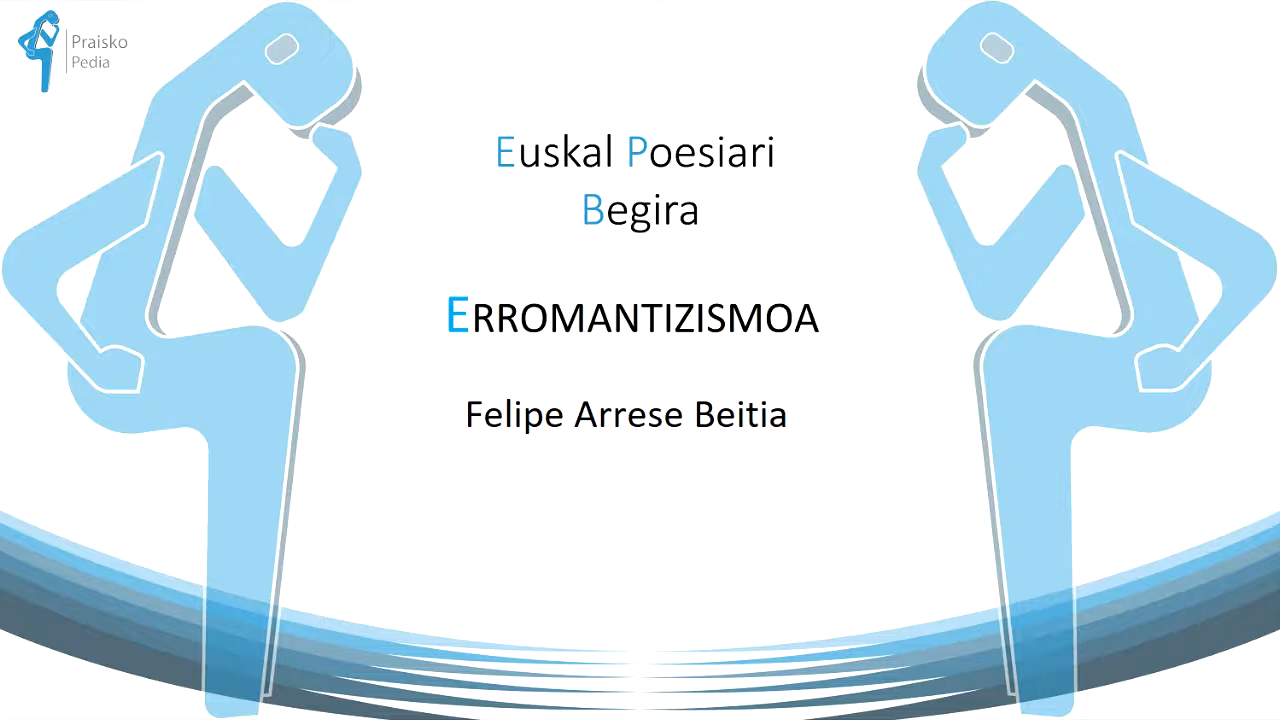 Praisko
Pedia
Euskal Poesiari
Begira
ERROMANTIZISMOA
Felipe Arrese Beitia